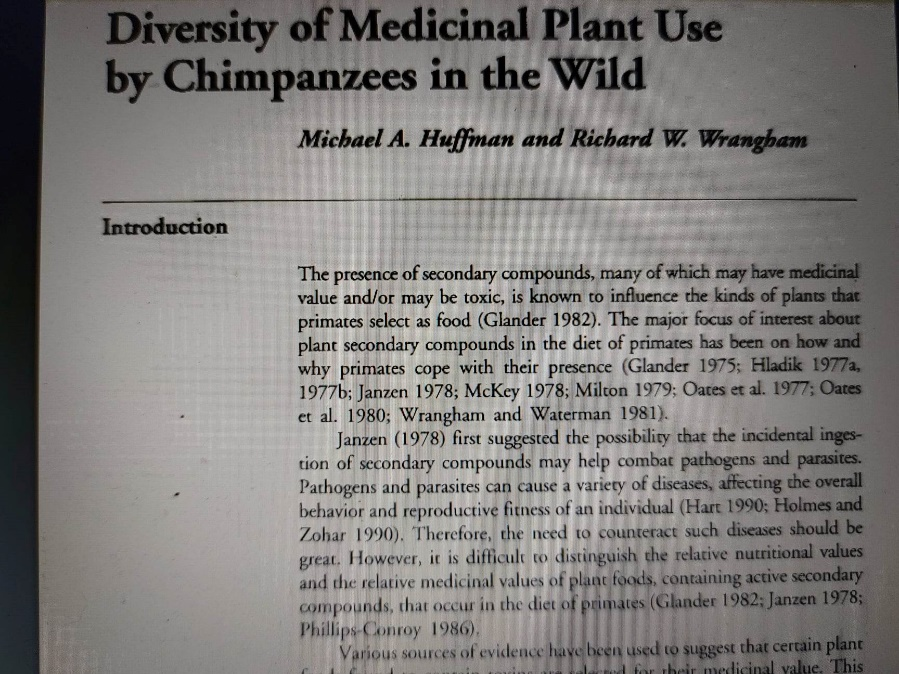 Diversity of Medicinal Plant Use
by Chimpanzees in the Wild
Michael A. Huffman and Richard W. Wrangham
Introduction
The presence of secondary compounds, many of which may have medicinal
value and/or may be toxic, is known to influence the kinds of plants that
primates select as food (Glander 1982). The major focus of interest about
plant secondary compounds in the diet of primates has been on how and
why primates cope with their presence (Glander 1975; Hladik 1977a,
1977b; Janzen 1978; McKey 1978; Milton 1979; Oates et al. 1977; Oates
et al. 1980; Wrangham and Waterman 1981).
Janzen (1978) first suggested the possibility that the incidental inges-
tion of secondary compounds may help combat pathogens and parasites.
Pathogens and parasites can cause a variety of diseases, affecting the overall
behavior and reproductive fitness of an individual (Hart 1990; Holmes and
Zohar 1990). Therefore, the need to counteract such diseases should be
great. However, it is difficult to distinguish the relative nutritional values
and the relative medicinal values of plant foods, containing active secondary
compounds, that occur in the diet of primates (Glander 1982; Janzen 1978;
Phillips-Conroy 1986).
Various sources of evidence have been used to suggest that certain plant
selected for their medicinal value. This